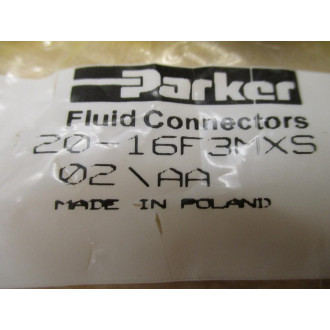 Parker
Fluid Connectors
20-16F3MXS
02\AA
MADE IN POLAND